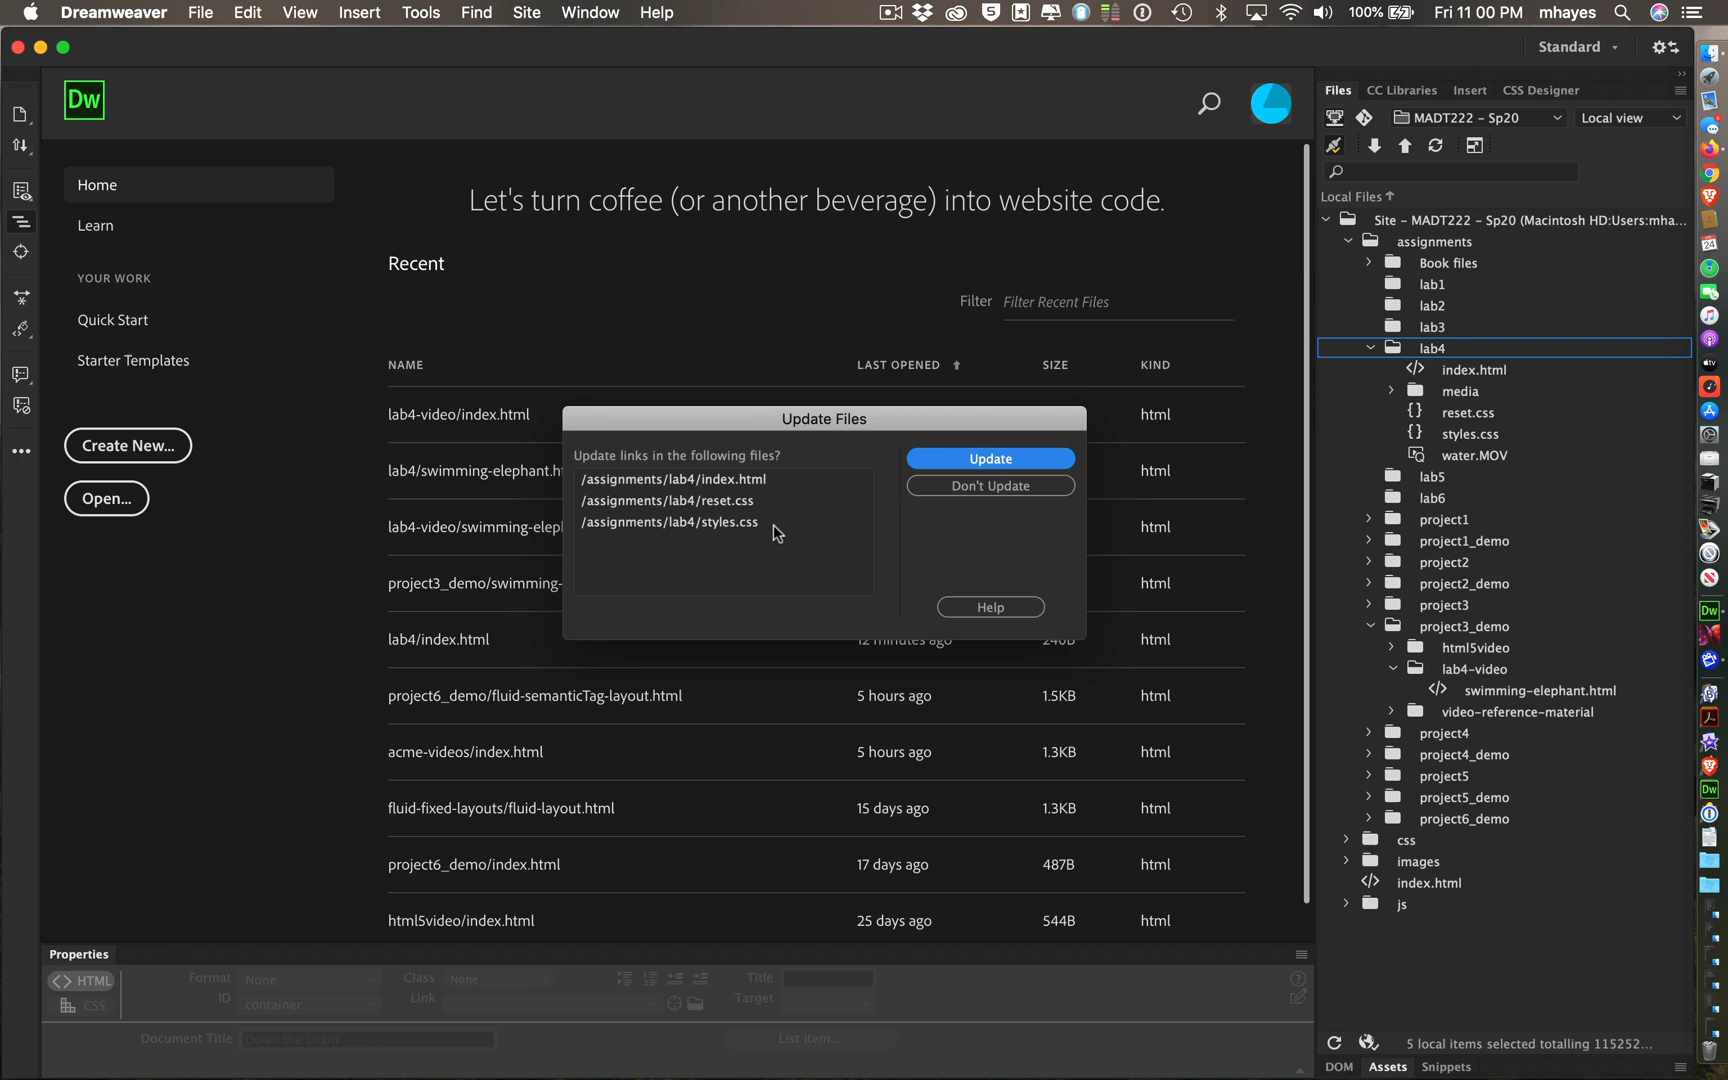 Dreamweaver File Edit View Insert Tools Find Site Window Help
100% Fri 11 00 PM mhayes
Standard
Dw
Files CC Libraries Insert CSS Designer
MADT222 - Sp20 Local view
Local Files
Site - MADT222 - Sp20 (Macintosh HD:Users:mha...
assignments
Book files
lab1
lab2
lab3
lab4
index.html
media
reset.css
styles.css
water.MOV
lab5
lab6
project1
project1_demo
project2
project2_demo
project3
project3_demo
html5video
lab4-video
swimming-elephant.html
video-reference-material
project4
project4_demo
project5
project5_demo
project6_demo
css
images
index.html
js
5 local items selected totalling 115252...
DOM Assets Snippets
Home
Learn
YOUR WORK
Quick Start
Starter Templates
Create New...
Open...
Let's turn coffee (or another beverage) into website code.
Recent
Filter Filter Recent Files
NAME LAST OPENED SIZE KIND
lab4-video/index.html html
lab4/swimming-elephant.h html
lab4-video/swimming-elep html
project3_demo/swimming- html
lab4/index.html 12 minutes ago 240B html
project6_demo/fluid-semanticTag-layout.html 5 hours ago 1.5KB html
acme-videos/index.html 5 hours ago 1.3KB html
fluid-fixed-layouts/fluid-layout.html 15 days ago 1.3KB html
project6_demo/index.html 17 days ago 487B html
html5video/index.html 25 days ago 544B html
Update Files
Update links in the following files?
/assignments/lab4/index.html
/assignments/lab4/reset.css
/assignments/lab4/styles.css
Update
Don't Update
Help
Properties
HTML Format None Class None Title
CSS ID container Link Target
Document Title Down the Drain List Item...